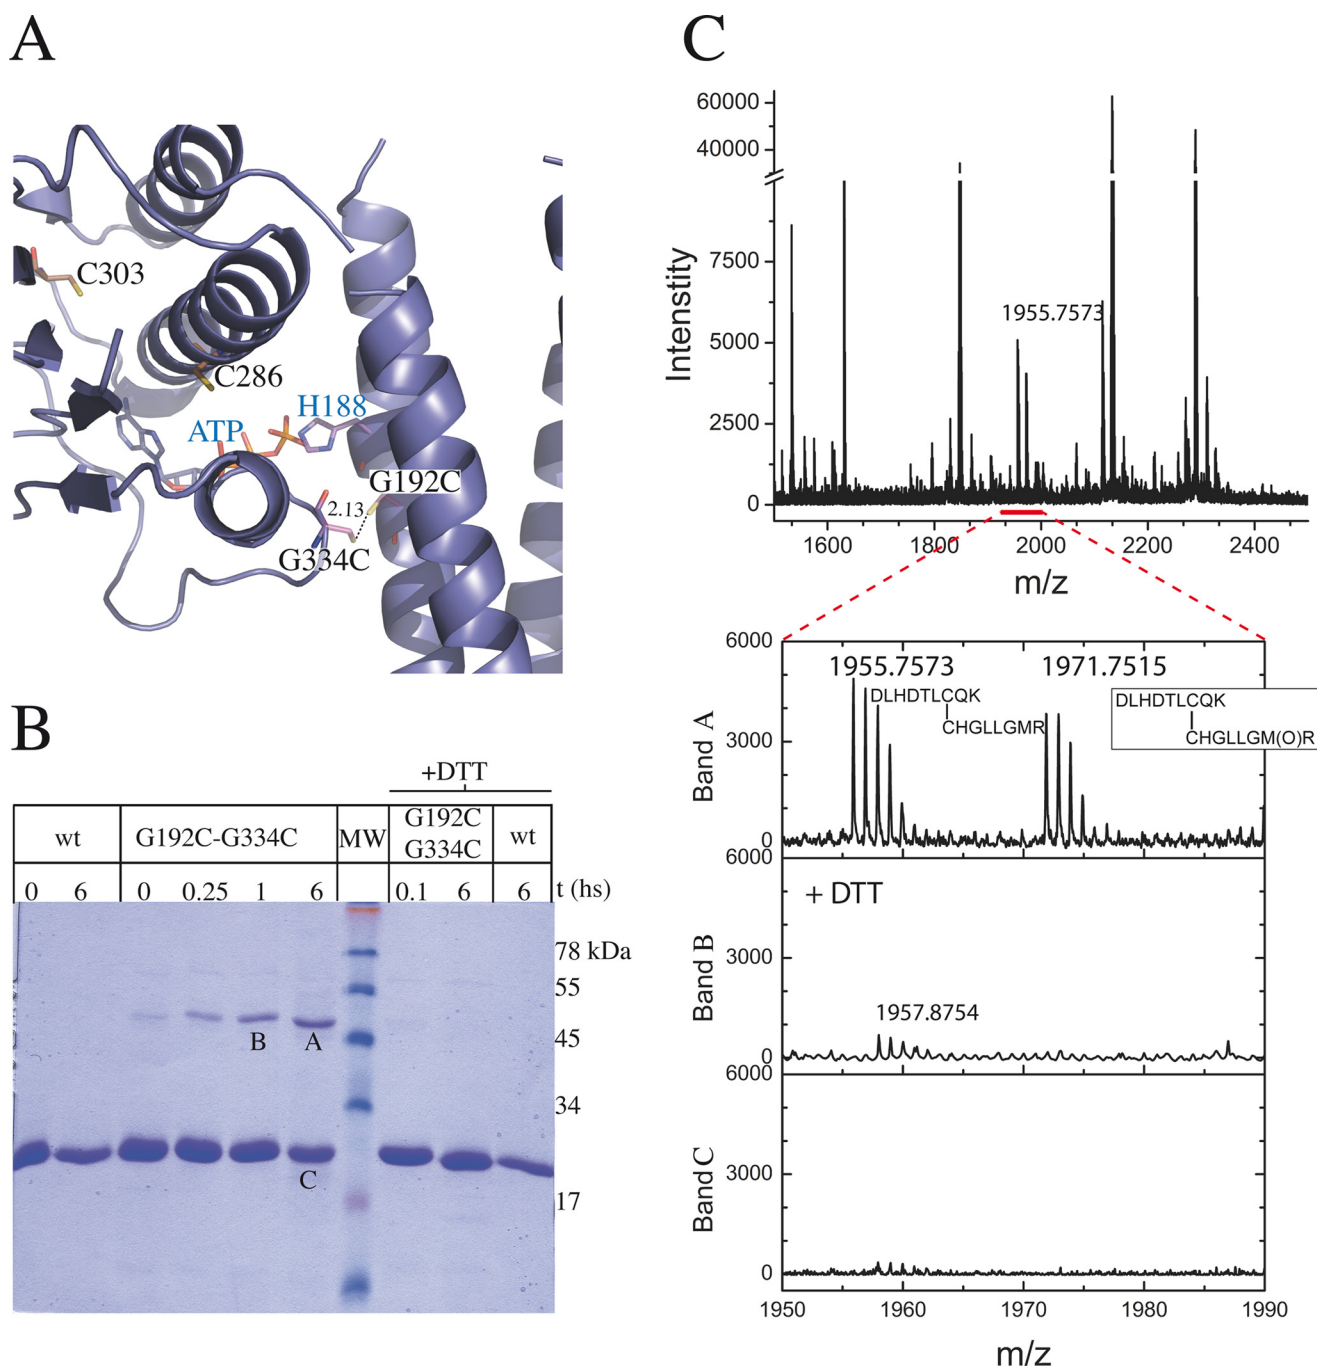 A
C303
C286
ATP
H188
G192C
2.13
G334C
B
+DTT
wt
G192C-G334C
MW
G192C
G334C
wt
0
6
0
0.25
1
6
0.1
6
6
t (hs)
78 kDa
55
45
34
17
B
A
C
C
60000
40000
7500
5000
2500
0
Intenstity
1955.7573
1600
1800
2000
2200
2400
m/z
6000
3000
0
Band A
1955.7573
DLHDTLCQK
CHGLLGMR
1971.7515
DLHDTLCQK
CHGLLGM(O)R
6000
3000
0
Band B
+ DTT
1957.8754
6000
3000
0
Band C
1950
1960
1970
1980
1990
m/z